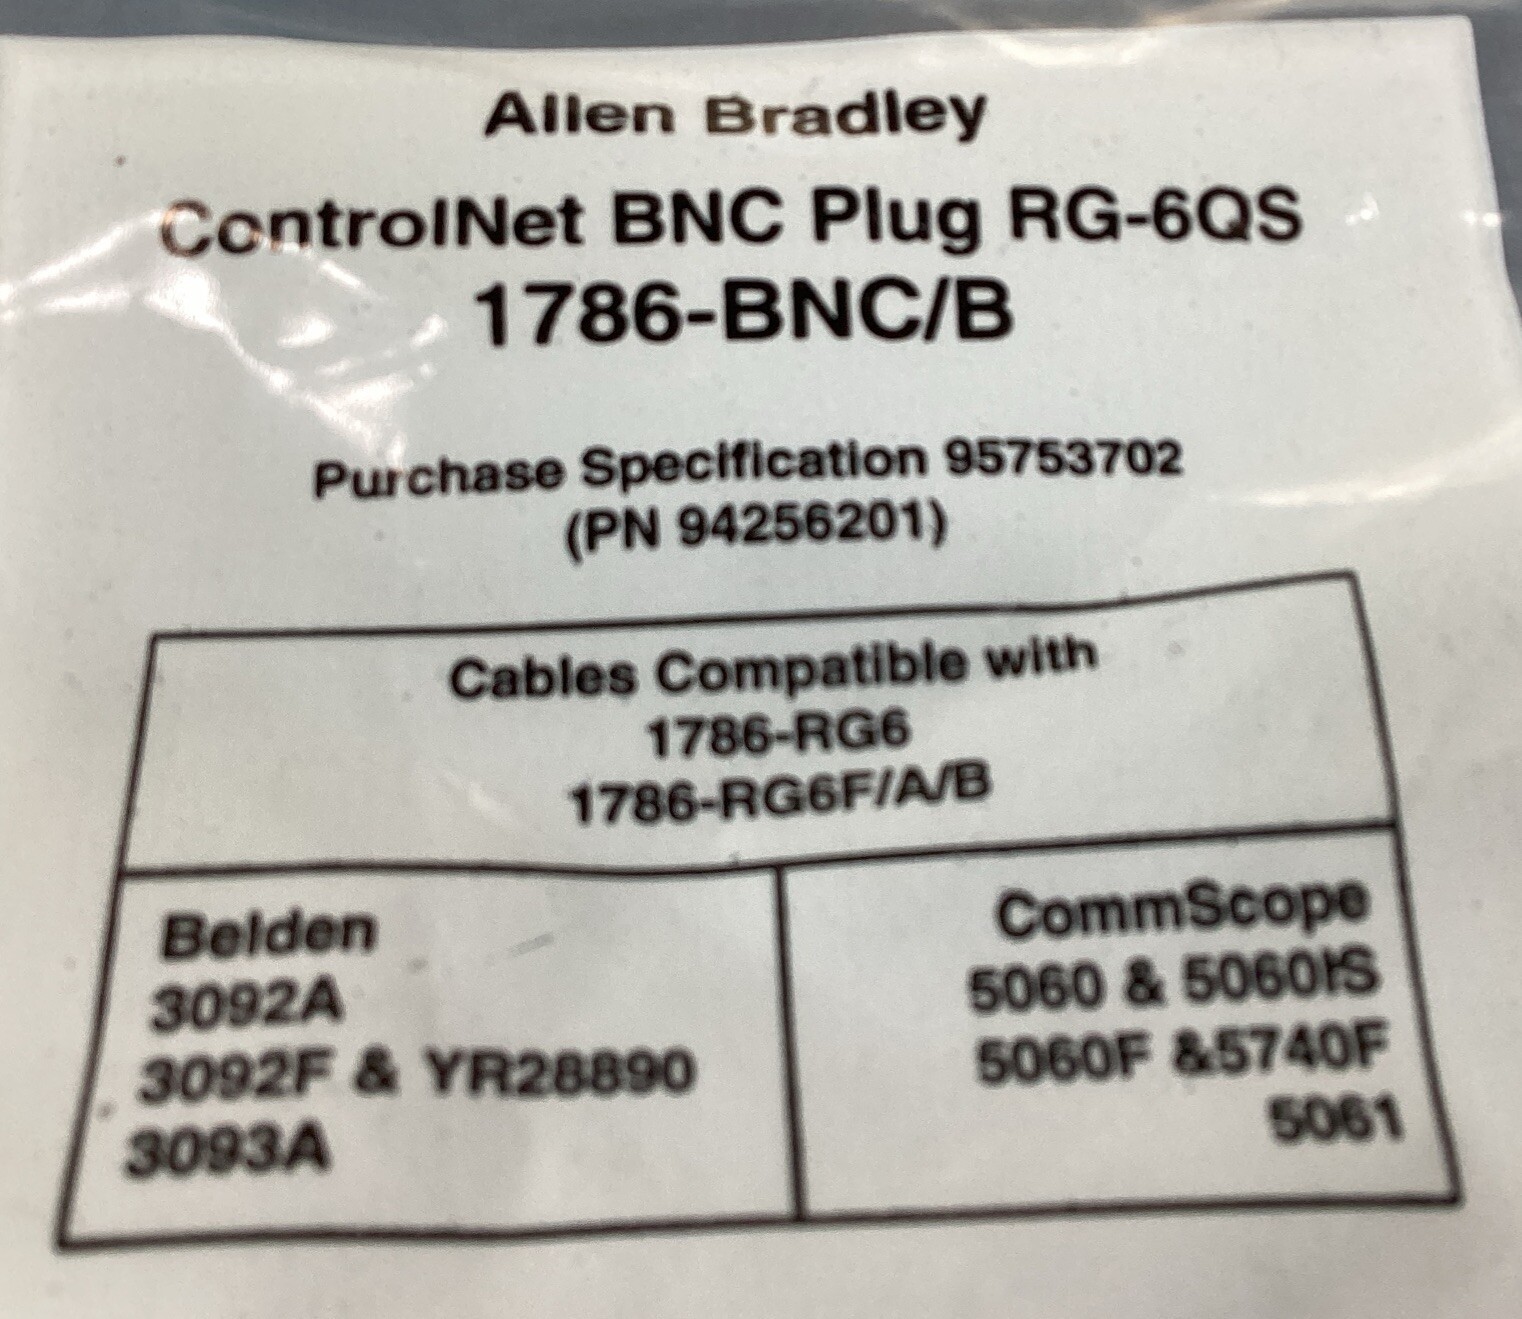 Allen Bradley
ControlNet BNC Plug RG-6QS
1786-BNC/B
Purchase Specification 95753702
(PN 94256201)
Cables Compatible with
1786-RG6
1786-RG6F/A/B
Belden
3092A
3092F & YR28890
3093A
CommScope
5060 & 5060IS
5060F &5740F
5061